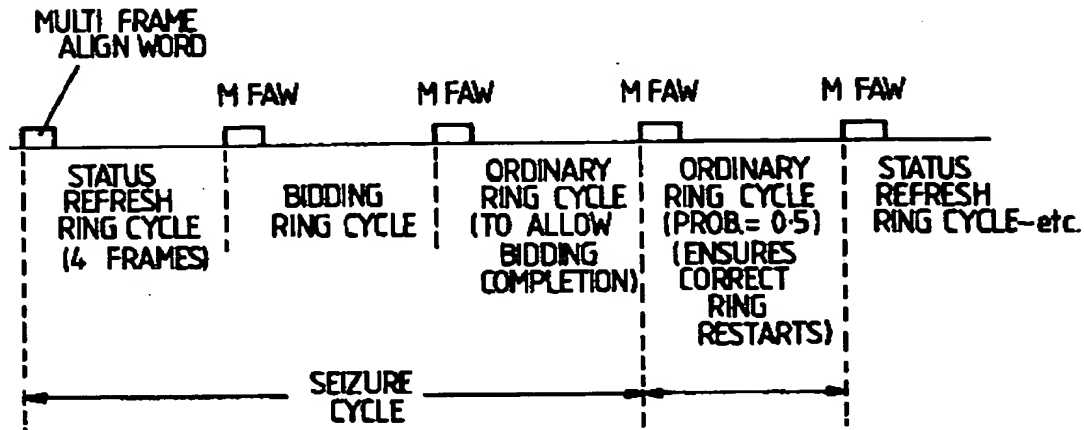 MULTI FRAME
ALIGN WORD
M FAW
M FAW
M FAW
M FAW
STATUS
REFRESH
RING CYCLE
(4 FRAMES)
BIDDING
RING CYCLE
ORDINARY
RING CYCLE
(TO ALLOW
BIDDING
COMPLETION)
ORDINARY
RING CYCLE
(PROB.= 0·5)
(ENSURES
CORRECT
RING
RESTARTS)
STATUS
REFRESH
RING CYCLE-etc.
SEIZURE
CYCLE